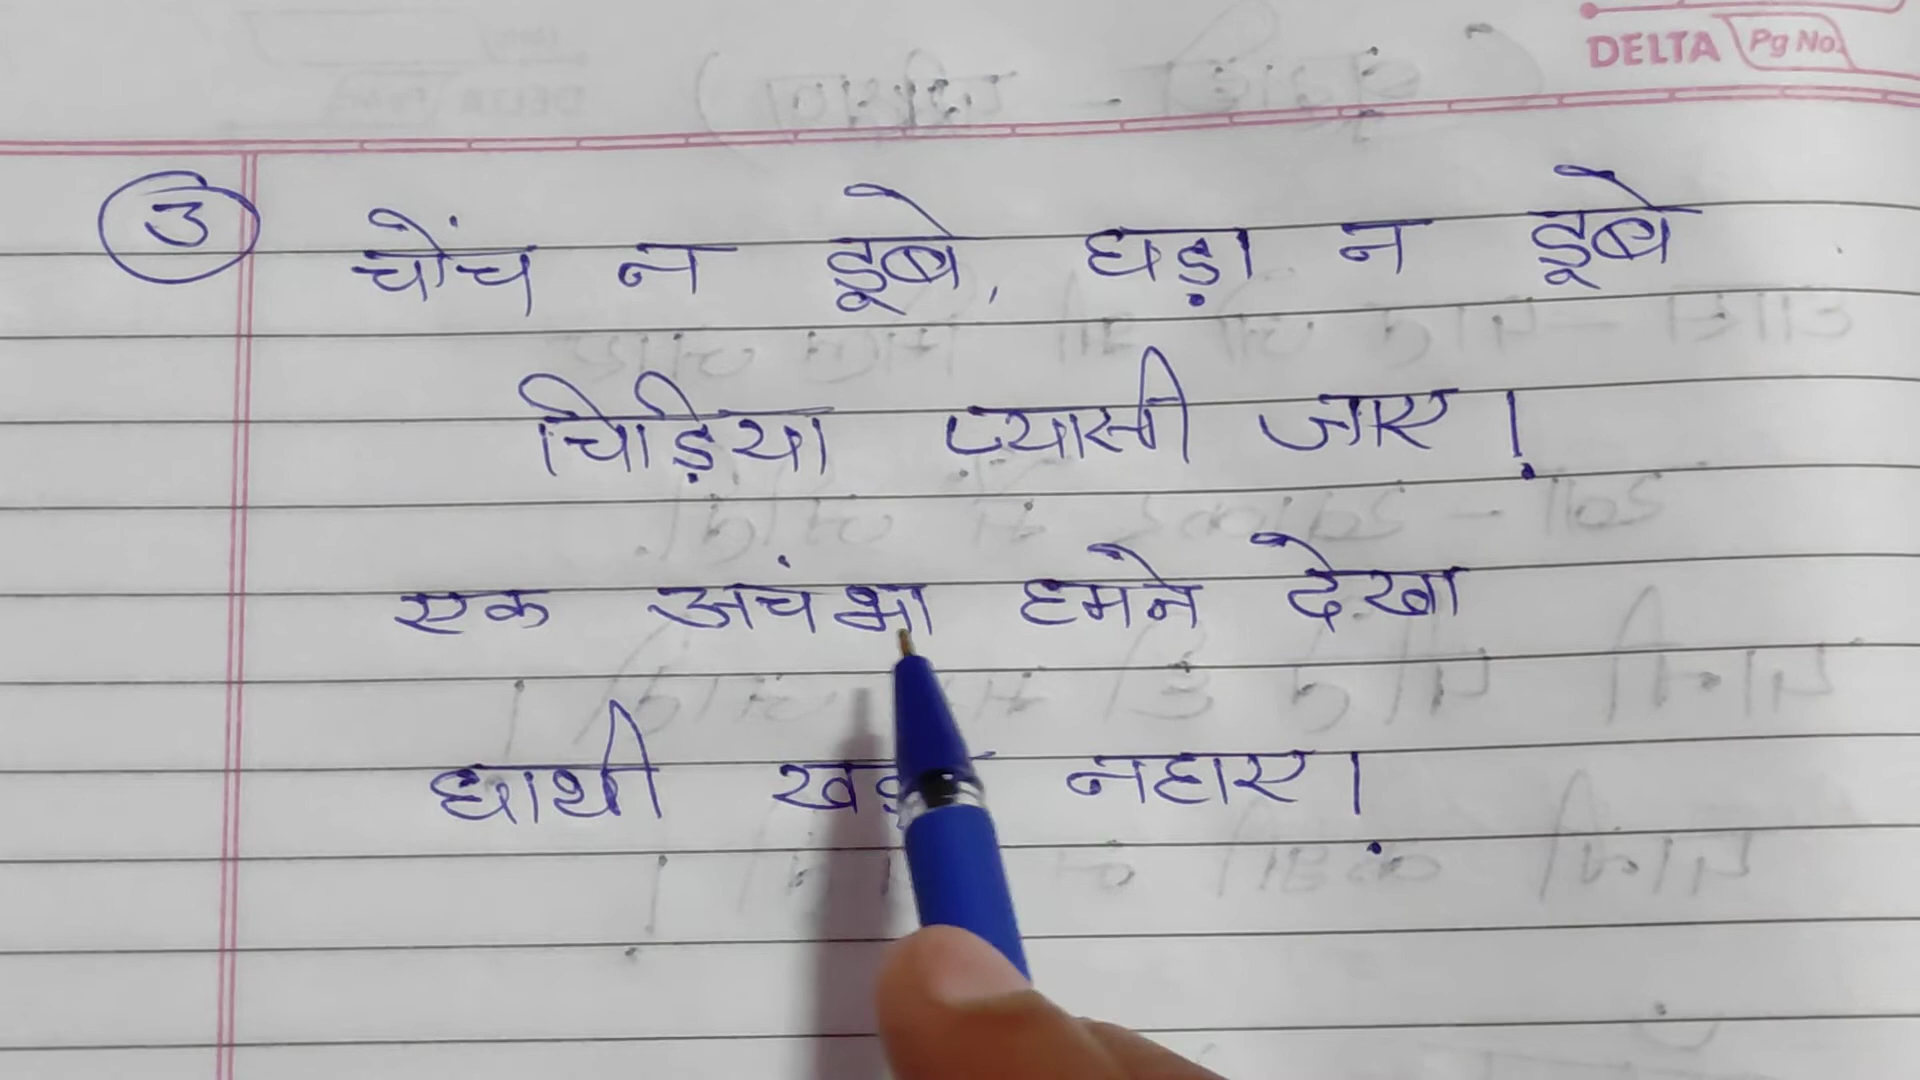 DELTA Pg No.
③ चोंच न डूबे, घड़ा न डूबे
चिड़िया प्यासी जाए।
एक अचंभा हमने देखा
हाथी नहाए।